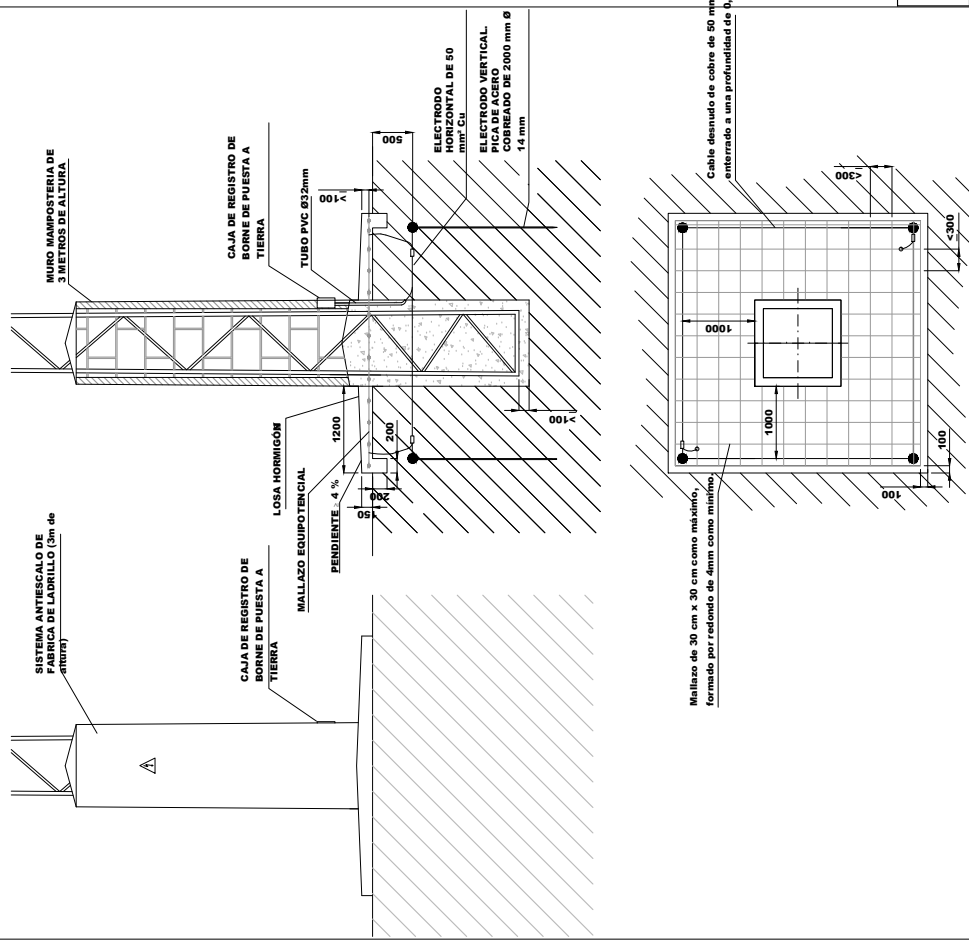 SISTEMA ANTIESCALO DE
FABRICA DE LADRILLO (3m de
altura)
CAJA DE REGISTRO DE
BORNE DE PUESTA A
TIERRA
MURO MAMPOSTERIA DE
3 METROS DE ALTURA
CAJA DE REGISTRO DE
BORNE DE PUESTA A
TIERRA
TUBO PVC Ø32mm
>100
500
ELECTRODO
HORIZONTAL DE 50
mm² Cu
ELECTRODO VERTICAL.
PICA DE ACERO
COBREADO DE 2000 mm Ø
14 mm
LOSA HORMIGÓN
MALLAZO EQUIPOTENCIAL
PENDIENTE ≥ 4 %
1200
200
200
150
>100
Cable desnudo de cobre de 50 mm
enterrado a una profundidad de 0,
<300
<300
1000
1000
100
100
Mallazo de 30 cm x 30 cm como máximo,
formado por redondo de 4mm como mínimo.